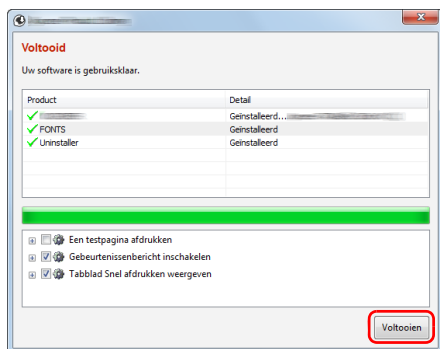 Voltooid
Uw software is gebruiksklaar.
Product Detail
Geïnstalleerd...
FONTS Geïnstalleerd
Uninstaller Geïnstalleerd
Een testpagina afdrukken
Gebeurtenissenbericht inschakelen
Tabblad Snel afdrukken weergeven
Voltooien